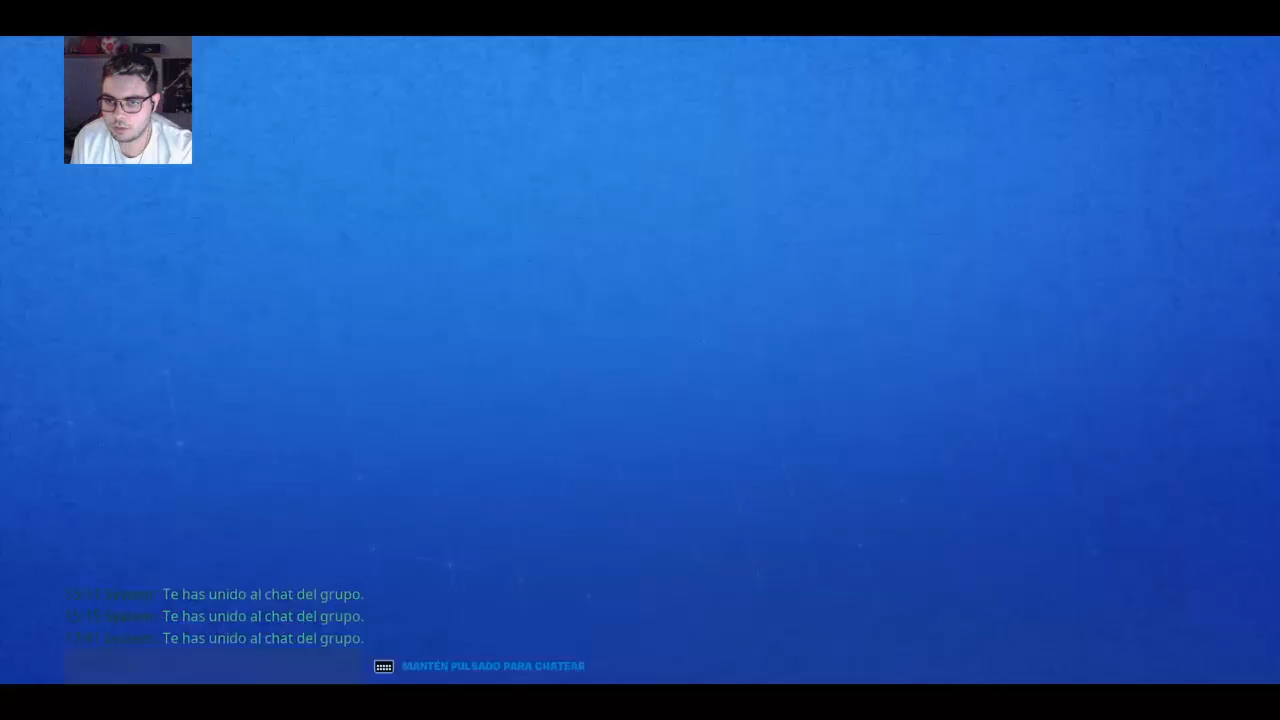 Te has unido al chat del grupo.
Te has unido al chat del grupo.
Te has unido al chat del grupo.
MANTÉN PULSADO PARA CHATEAR